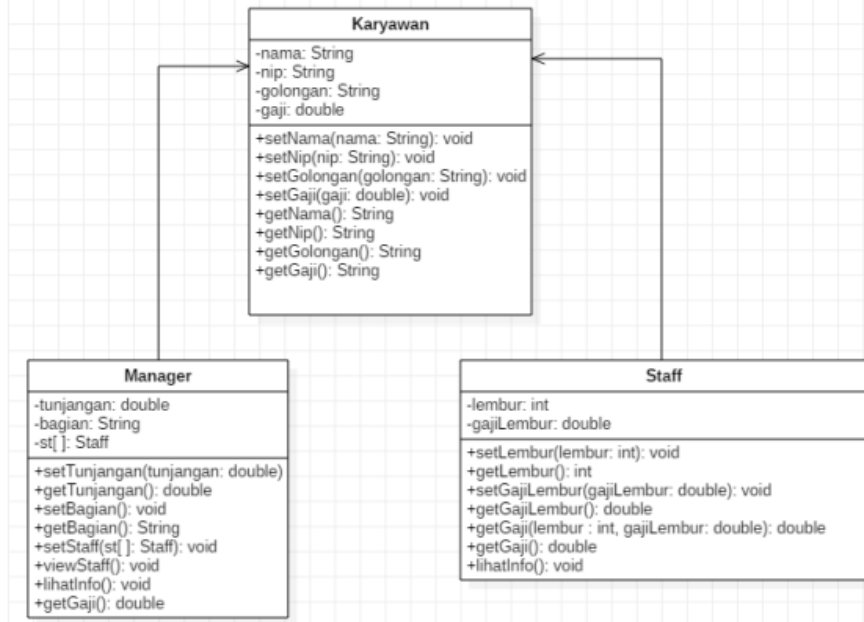 Karyawan
-nama: String
-nip: String
-golongan: String
-gaji: double
+setNama(nama: String): void
+setNip(nip: String): void
+setGolongan(golongan: String): void
+setGaji(gaji: double): void
+getNama(): String
+getNip(): String
+getGolongan(): String
+getGaji(): String
Manager
-tunjangan: double
-bagian: String
-st[ ]: Staff
+setTunjangan(tunjangan: double)
+getTunjangan(): double
+setBagian(): void
+getBagian(): String
+setStaff(st[ ]: Staff): void
+viewStaff(): void
+lihatInfo(): void
+getGaji(): double
Staff
-lembur: int
-gajiLembur: double
+setLembur(lembur: int): void
+getLembur(): int
+setGajiLembur(gajiLembur: double): void
+getGajiLembur(): double
+getGaji(lembur : int, gajiLembur: double): double
+getGaji(): double
+lihatInfo(): void